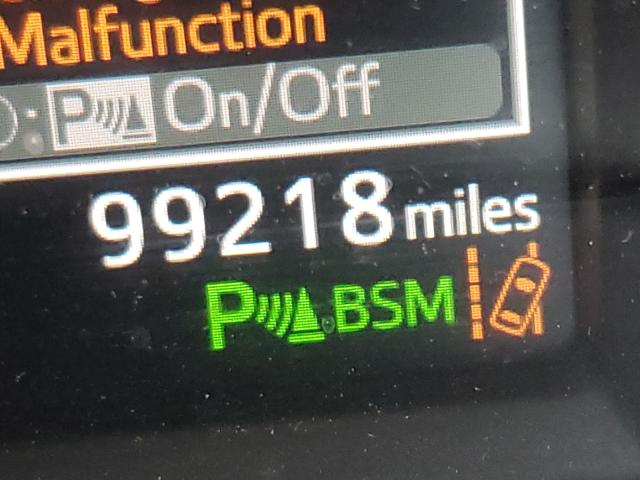 Malfunction
: P On/Off
99218 miles
P BSM